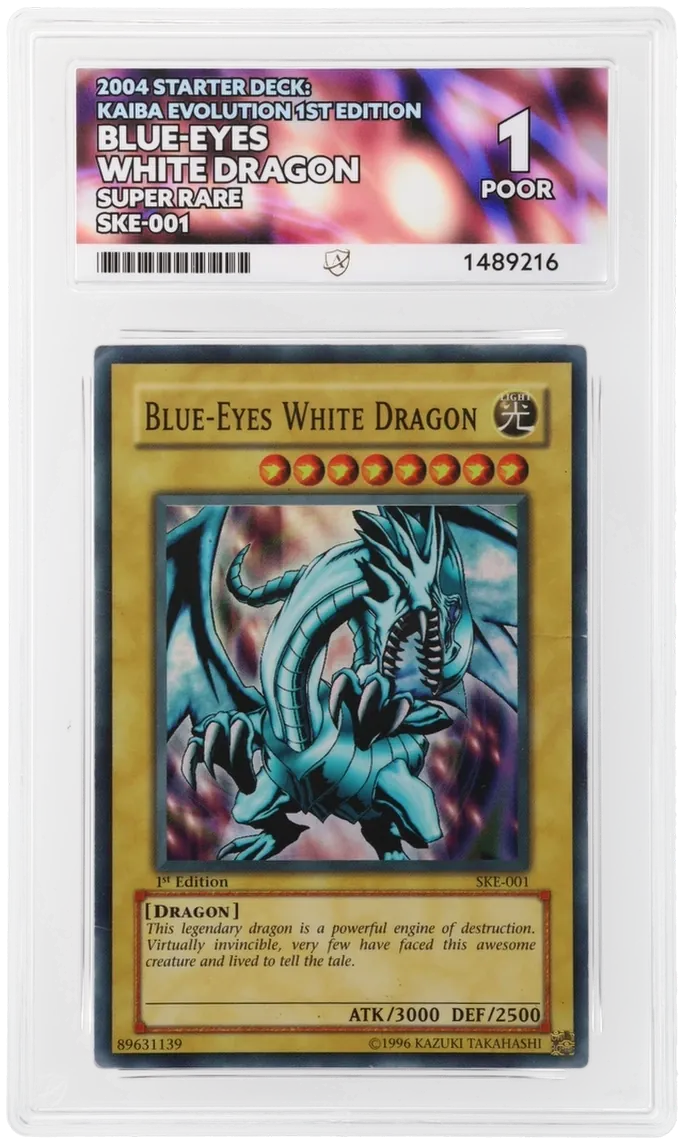 2004 STARTER DECK:
KAIBA EVOLUTION 1ST EDITION
BLUE-EYES
WHITE DRAGON
SUPER RARE
SKE-001
1
POOR
1489216
BLUE-EYES WHITE DRAGON
LIGHT
光
1st Edition
SKE-001
[DRAGON]
This legendary dragon is a powerful engine of destruction.
Virtually invincible, very few have faced this awesome
creature and lived to tell the tale.
ATK/3000 DEF/2500
89631139
©1996 KAZUKI TAKAHASHI